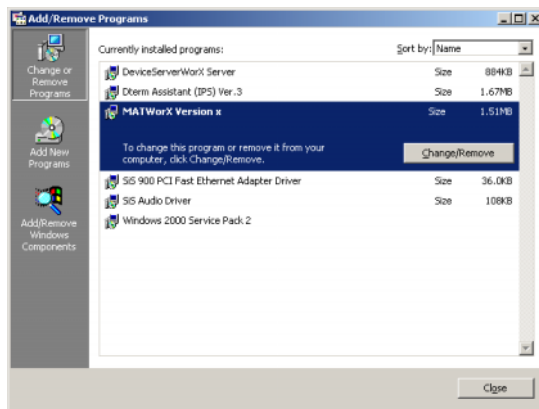 Add/Remove Programs
Change or
Remove
Programs
Add New
Programs
Add/Remove
Windows
Components
Currently installed programs:
Sort by: Name
DeviceServerWorX Server Size 884KB
Dterm Assistant (IPS) Ver.3 Size 1.67MB
MATWorX Version x Size 1.51MB
To change this program or remove it from your
computer, click Change/Remove.
Change/Remove
SiS 900 PCI Fast Ethernet Adapter Driver Size 36.0KB
SiS Audio Driver Size 108KB
Windows 2000 Service Pack 2
Close